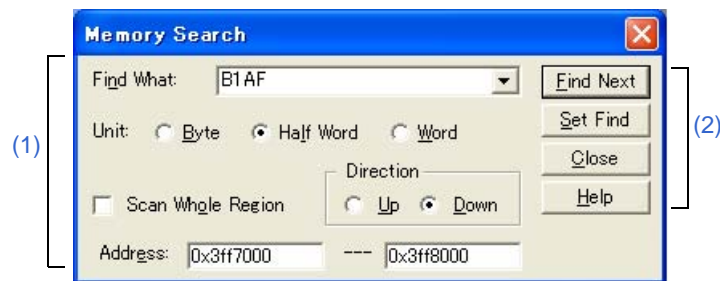 Memory Search
(1)
Find What: B1AF
Unit: Byte Half Word Word
Direction
Scan Whole Region Up Down
Address: 0x3ff7000 --- 0x3ff8000
Find Next
Set Find
Close
Help
(2)